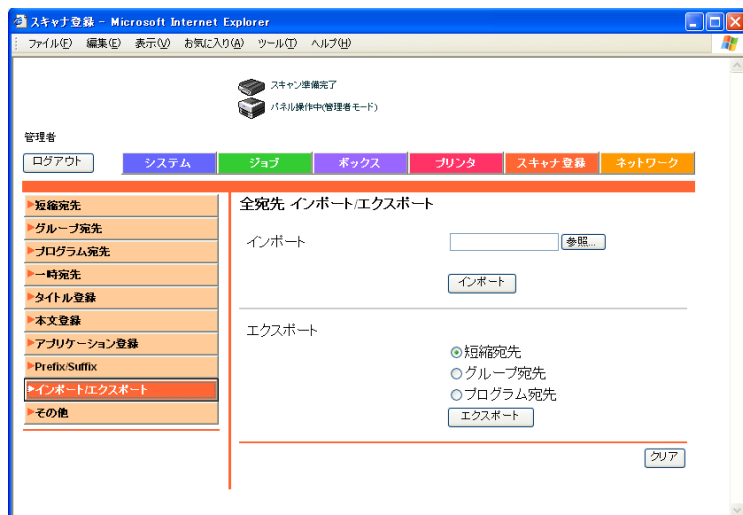 スキャナ登録 - Microsoft Internet Explorer
ファイル(F) 編集(E) 表示(V) お気に入り(A) ツール(T) ヘルプ(H)
スキャン準備完了
パネル操作中(管理者モード)
管理者
ログアウト システム ジョブ ボックス プリンタ スキャナ登録 ネットワーク
短縮宛先
グループ宛先
プログラム宛先
一時宛先
タイトル登録
本文登録
アプリケーション登録
Prefix/Suffix
インポート/エクスポート
その他
全宛先 インポート/エクスポート
インポート
参照...
インポート
エクスポート
短縮宛先
グループ宛先
プログラム宛先
エクスポート
クリア